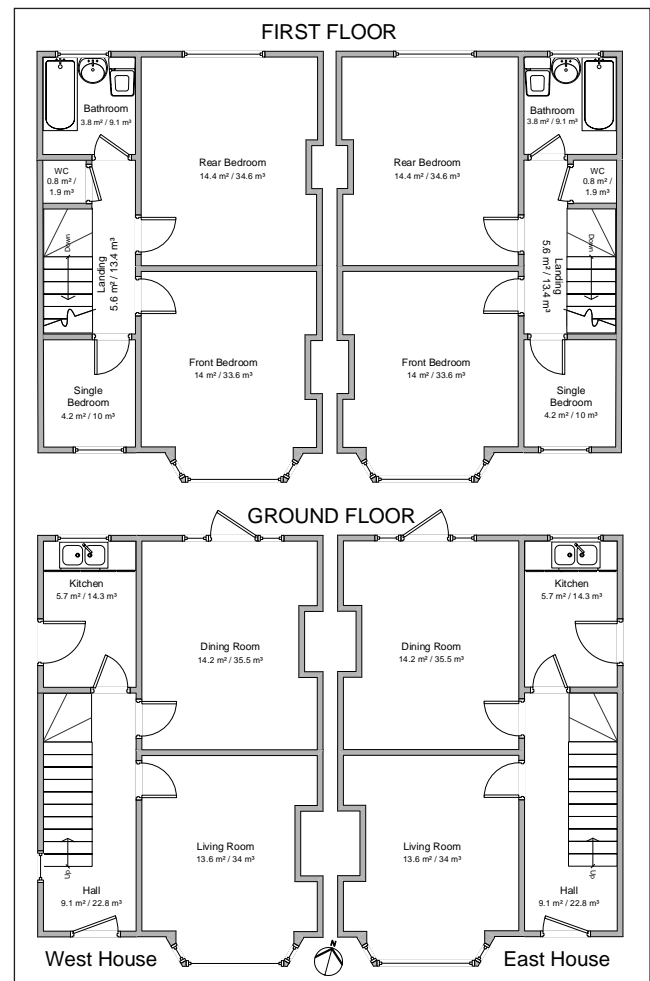 FIRST FLOOR
Bathroom
3.8 m² / 9.1 m³
WC
0.8 m² /
1.9 m³
Down
Landing
5.6 m² / 13.4 m³
Rear Bedroom
14.4 m² / 34.6 m³
Front Bedroom
14 m² / 33.6 m³
Single
Bedroom
4.2 m² / 10 m³
Rear Bedroom
14.4 m² / 34.6 m³
Bathroom
3.8 m² / 9.1 m³
WC
0.8 m² /
1.9 m³
Down
Landing
5.6 m² / 13.4 m³
Front Bedroom
14 m² / 33.6 m³
Single
Bedroom
4.2 m² / 10 m³
GROUND FLOOR
Kitchen
5.7 m² / 14.3 m³
Dining Room
14.2 m² / 35.5 m³
Living Room
13.6 m² / 34 m³
Up
Hall
9.1 m² / 22.8 m³
West House
N
Kitchen
5.7 m² / 14.3 m³
Dining Room
14.2 m² / 35.5 m³
Living Room
13.6 m² / 34 m³
Up
Hall
9.1 m² / 22.8 m³
East House